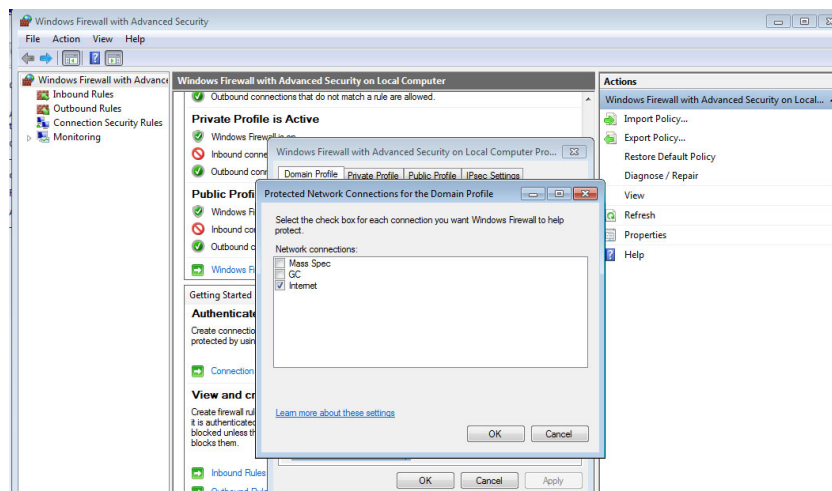 Windows Firewall with Advanced Security
File Action View Help
Windows Firewall with Advance
Inbound Rules
Outbound Rules
Connection Security Rules
Monitoring
Windows Firewall with Advanced Security on Local Computer
Outbound connections that do not match a rule are allowed.
Private Profile is Active
Windows Firewall is on.
Inbound conne
Outbound conn
Public Profi
Windows Fi
Inbound co
Outbound c
Windows Fi
Getting Started
Authenticate
Create connectio
protected by usin
Connection
View and cr
Create firewall rul
it is authenticated
blocked unless th
blocks them.
Inbound Rules
Outbound Rule
Windows Firewall with Advanced Security on Local Computer Pro...
Domain Profile Private Profile Public Profile IPsec Settings
Protected Network Connections for the Domain Profile
Select the check box for each connection you want Windows Firewall to help
protect.
Network connections:
Mass Spec
GC
Internet
Learn more about these settings
OK Cancel
OK Cancel Apply
Actions
Windows Firewall with Advanced Security on Local...
Import Policy...
Export Policy...
Restore Default Policy
Diagnose / Repair
View
Refresh
Properties
Help